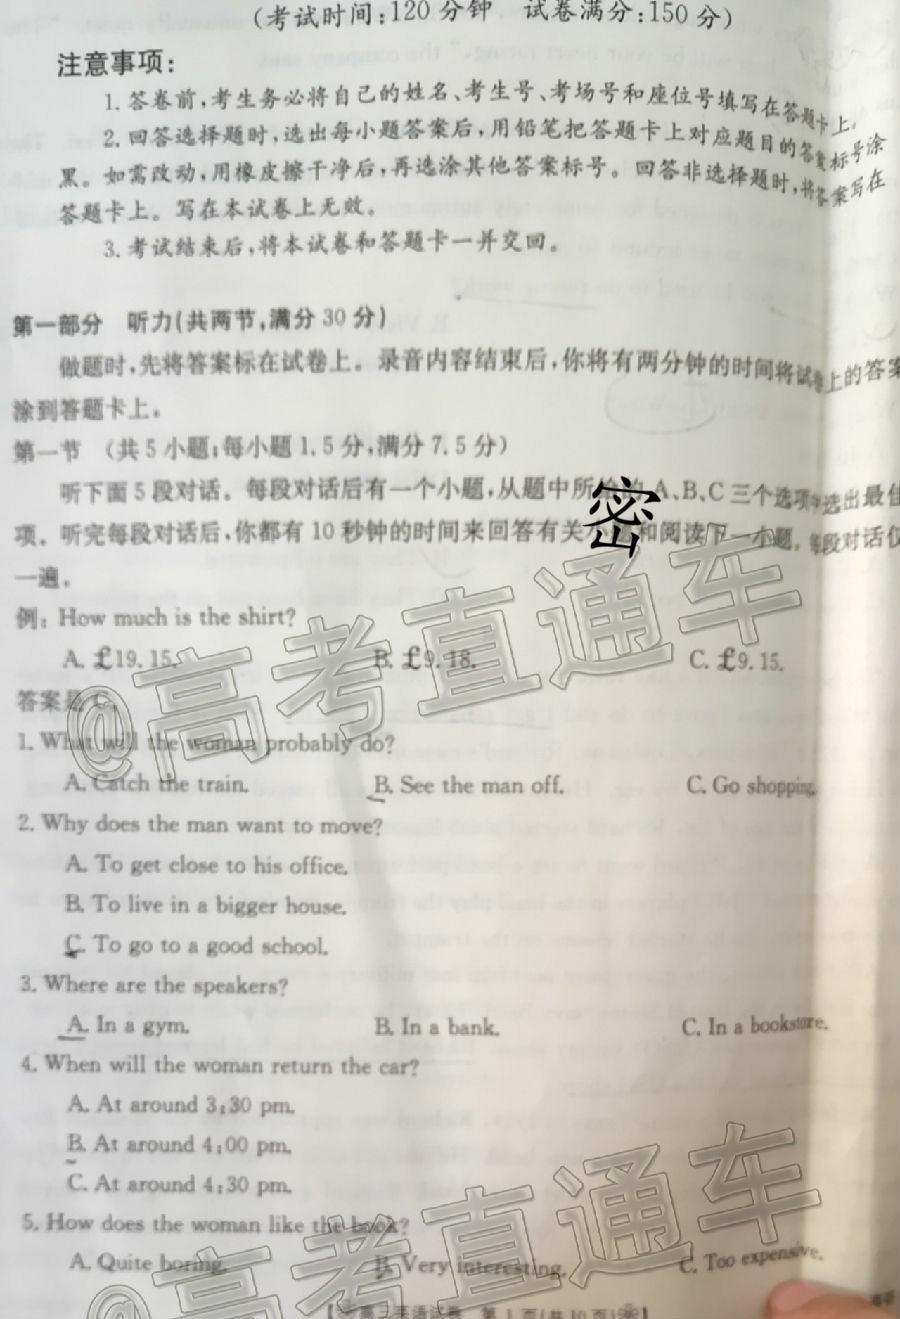 (考试时间:120分钟 试卷满分:150分)
注意事项:
1.答卷前,考生务必将自己的姓名、考生号、考场号和座位号填写在答题卡上。
2.回答选择题时,选出每小题答案后,用铅笔把答题卡上对应题目的答案标号涂
黑。如需改动,用橡皮擦干净后,再选涂其他答案标号。回答非选择题时,将答案写在
答题卡上。写在本试卷上无效。
3.考试结束后,将本试卷和答题卡一并交回。
第一部分 听力(共两节,满分30分)
做题时,先将答案标在试卷上。录音内容结束后,你将有两分钟的时间将试卷上的答案
涂到答题卡上。
第一节 (共5小题;每小题1.5分,满分7.5分)
听下面5段对话。每段对话后有一个小题,从题中所给的A、B、C三个选项中选出最佳
项。听完每段对话后,你都有10秒钟的时间来回答有关小 和阅读下一小题。每段对话仅
一遍。
密
例:How much is the shirt?
A. £19.15. B. £9.18. C. £9.15.
答案是C。
1. What will the woman probably do?
A. Catch the train. B. See the man off. C. Go shopping.
2. Why does the man want to move?
A. To get close to his office.
B. To live in a bigger house.
C. To go to a good school.
3. Where are the speakers?
A. In a gym. B. In a bank. C. In a bookstore.
4. When will the woman return the car?
A. At around 3:30 pm.
B. At around 4:00 pm.
C. At around 4:30 pm.
5. How does the woman like the book?
A. Quite boring. B. Very interesting. C. Too expensive.
@高考直通车
@高考直通车
高三英语试卷 第1页(共10页)